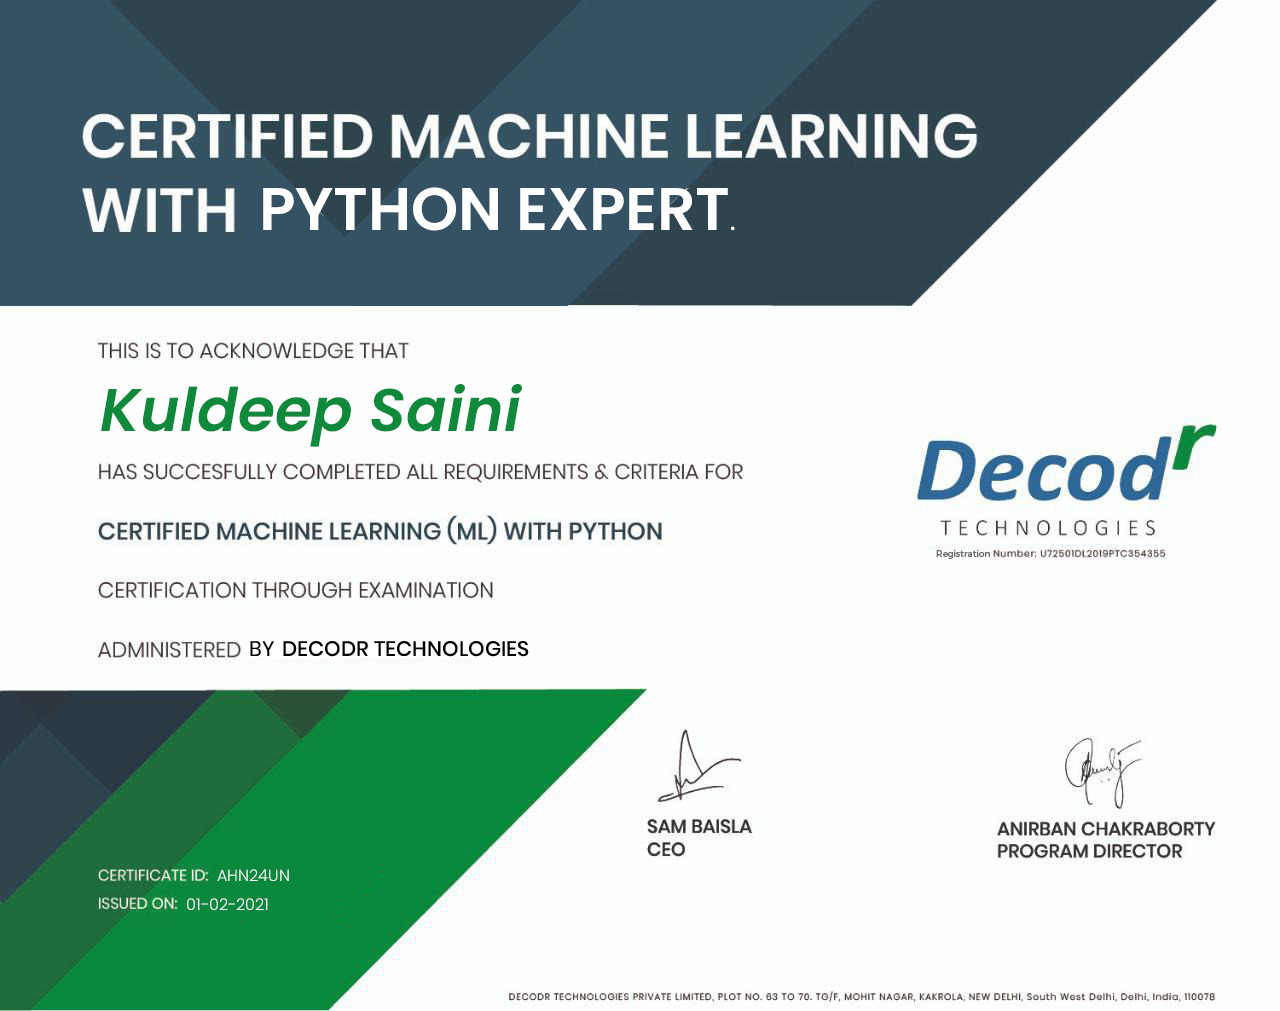 CERTIFIED MACHINE LEARNING
WITH PYTHON EXPERT.
THIS IS TO ACKNOWLEDGE THAT
Kuldeep Saini
HAS SUCCESFULLY COMPLETED ALL REQUIREMENTS & CRITERIA FOR
CERTIFIED MACHINE LEARNING (ML) WITH PYTHON
CERTIFICATION THROUGH EXAMINATION
ADMINISTERED BY DECODR TECHNOLOGIES
Decodr
TECHNOLOGIES
Registration Number: U72501DL2019PTC354355
SAM BAISLA
CEO
ANIRBAN CHAKRABORTY
PROGRAM DIRECTOR
CERTIFICATE ID: AHN24UN
ISSUED ON: 01-02-2021
DECODR TECHNOLOGIES PRIVATE LIMITED, PLOT NO. 63 TO 70. TG/F, MOHIT NAGAR, KAKROLA, NEW DELHI, South West Delhi, Delhi, India, 110078